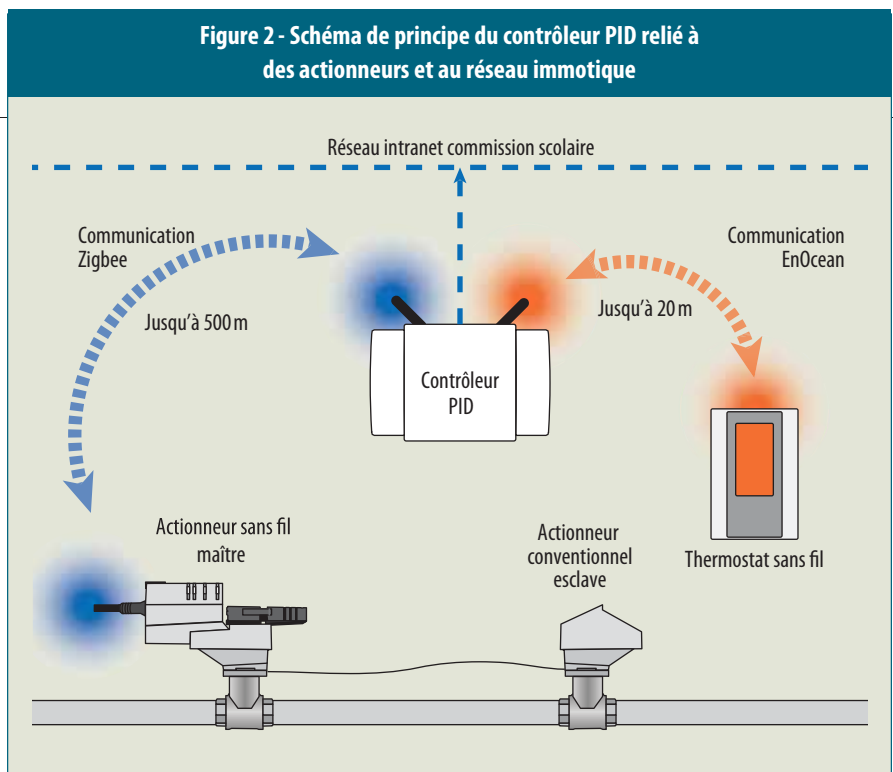 Figure 2 - Schéma de principe du contrôleur PID relié à
des actionneurs et au réseau immotique
Réseau intranet commission scolaire
Communication
Zigbee
Communication
EnOcean
Jusqu'à 500 m
Jusqu'à 20 m
Contrôleur
PID
Actionneur sans fil
maître
Actionneur
conventionnel
esclave
Thermostat sans fil